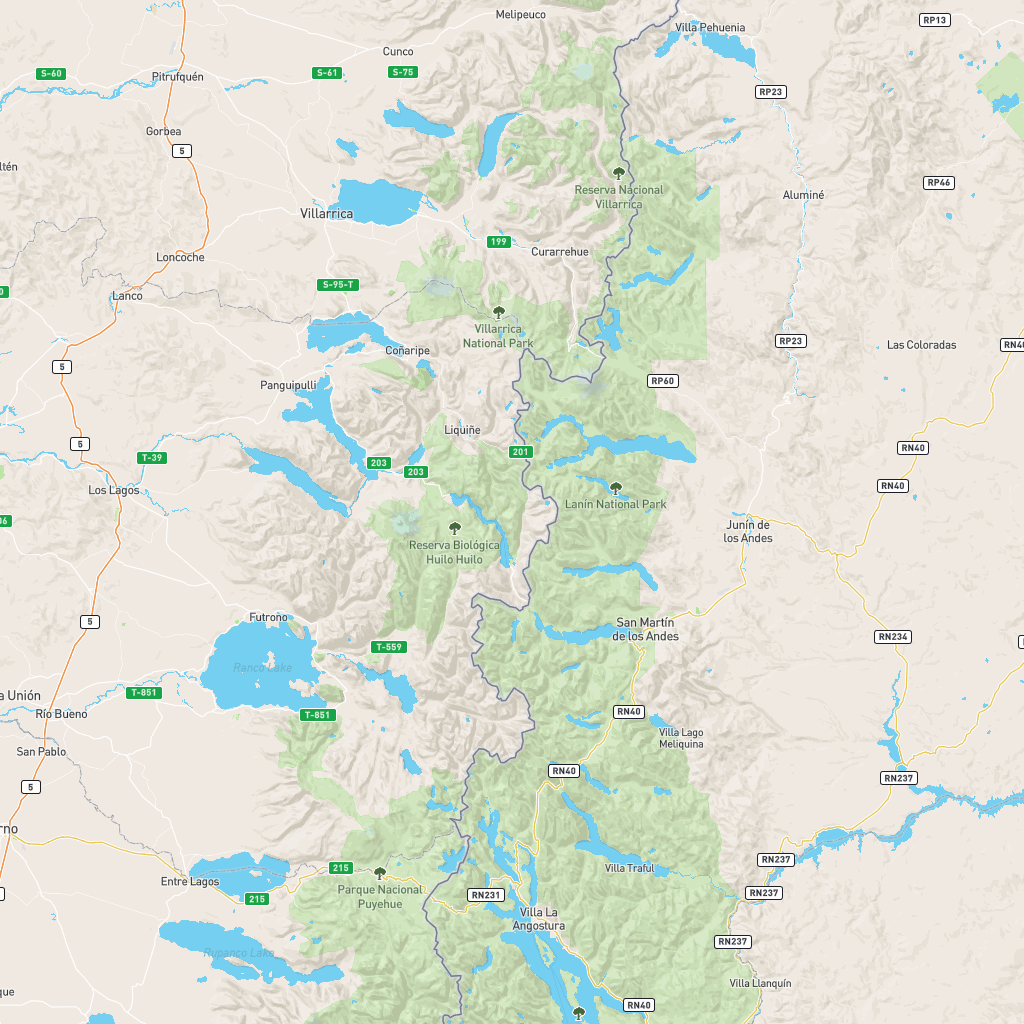 Melipeuco
RP13
Villa Pehuenia
Cunco
S-60
Pitrufquén
S-61
S-75
RP23
Gorbea
5
ltén
Reserva Nacional
Villarrica
RP46
Aluminé
Villarrica
199
Curarrehue
Loncoche
S-95-T
0
Lanco
Villarrica
National Park
RP23
Las Coloradas
RN40
Coñaripe
5
Panguipulli
RP60
Liquiñe
5
201
RN40
T-39
203
203
Los Lagos
RN40
Lanín National Park
06
Junín de
los Andes
Reserva Biológica
Huilo Huilo
Futrono
5
San Martín
de los Andes
RN234
T-559
Ranco Lake
a Unión
T-851
Río Bueno
T-851
RN40
San Pablo
Villa Lago
Meliquina
RN40
RN237
5
rno
RN237
215
Villa Traful
Entre Lagos
Parque Nacional
Puyehue
RN231
RN237
215
Villa La
Angostura
RN237
Rupanco Lake
Villa Llanquín
que
RN40